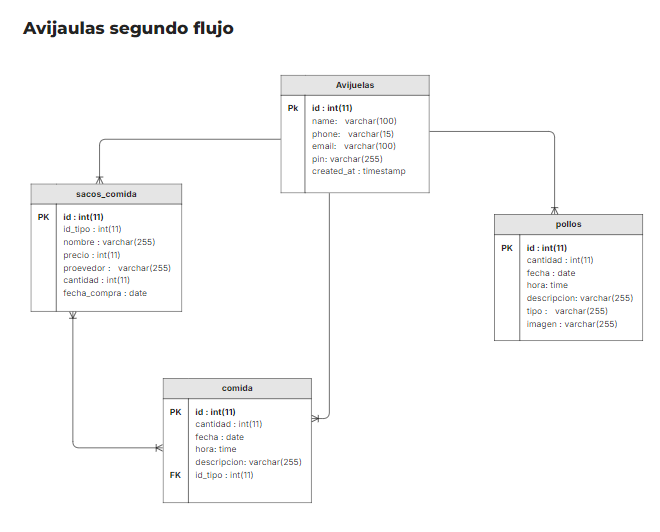 Avijaulas segundo flujo
Avijuelas
Pk id : int(11)
name: varchar(100)
phone: varchar(15)
email: varchar(100)
pin: varchar(255)
created_at : timestamp
sacos_comida
PK id : int(11)
id_tipo : int(11)
nombre : varchar(255)
precio : int(11)
proevedor : varchar(255)
cantidad : int(11)
fecha_compra : date
pollos
PK id : int(11)
cantidad : int(11)
fecha : date
hora: time
descripcion: varchar(255)
tipo : varchar(255)
imagen : varchar(255)
comida
PK id : int(11)
cantidad : int(11)
fecha : date
hora: time
descripcion: varchar(255)
FK id_tipo : int(11)